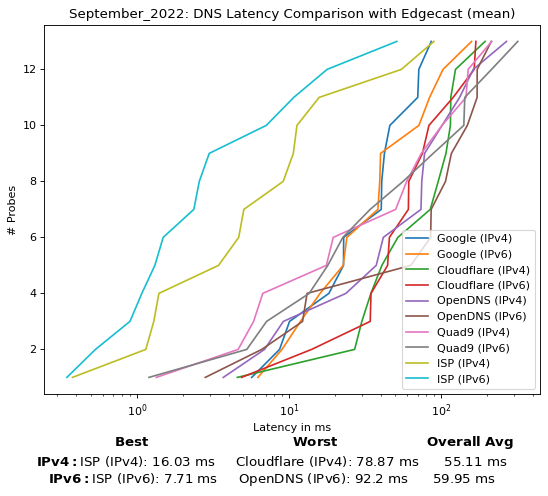 September_2022: DNS Latency Comparison with Edgecast (mean)
12
10
8
6
4
2
# Probes
Google (IPv4)
Google (IPv6)
Cloudflare (IPv4)
Cloudflare (IPv6)
OpenDNS (IPv4)
OpenDNS (IPv6)
Quad9 (IPv4)
Quad9 (IPv6)
ISP (IPv4)
ISP (IPv6)
10⁰ 10¹ 10²
Latency in ms
Best Worst Overall Avg
IPv4: ISP (IPv4): 16.03 ms Cloudflare (IPv4): 78.87 ms 55.11 ms
IPv6: ISP (IPv6): 7.71 ms OpenDNS (IPv6): 92.2 ms 59.95 ms